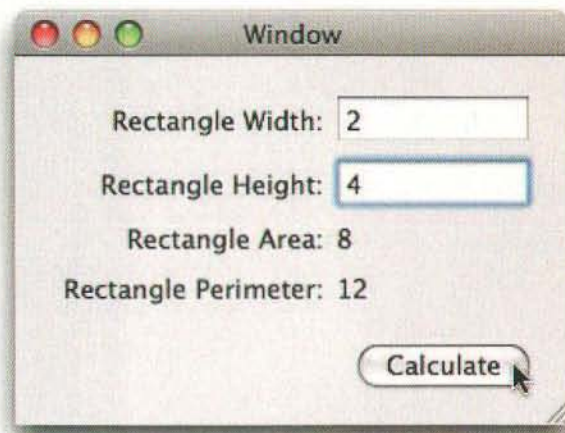 Window
Rectangle Width: 2
Rectangle Height: 4
Rectangle Area: 8
Rectangle Perimeter: 12
Calculate